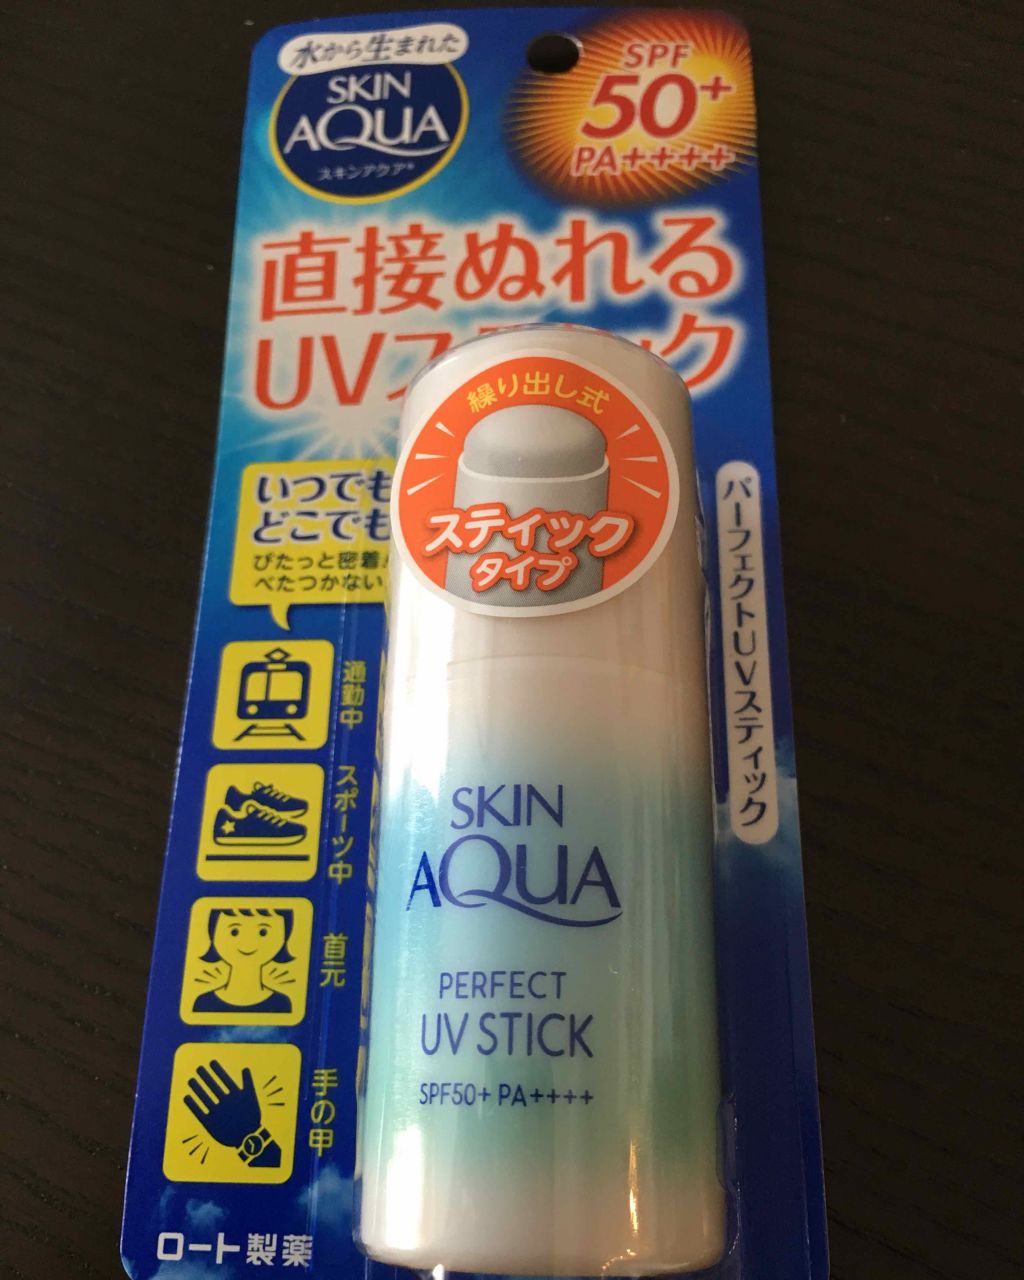 水から生まれた
SKIN
AQUA
スキンアクア®
SPF
50+
PA++++
直接ぬれる
UVスティック
繰り出し式
スティック
タイプ
いつでも
どこでも
ぴたっと密着
べたつかない
通勤中
スポーツ中
首元
手の甲
パーフェクトUVスティック
SKIN
AQUA
PERFECT
UV STICK
SPF50+ PA++++
ロート製薬